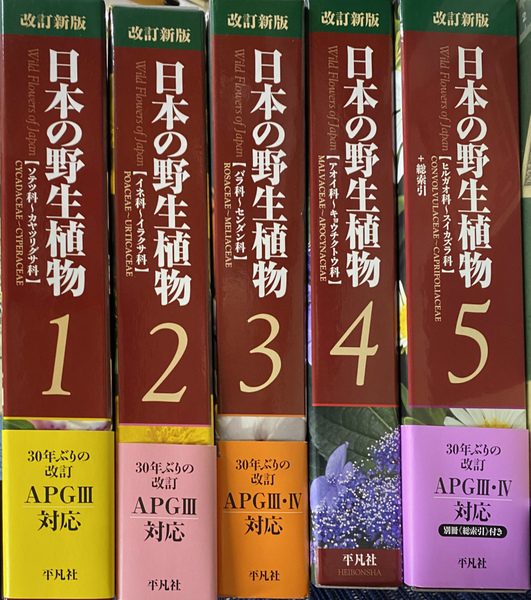 改訂新版
日本の野生植物
Wild Flowers of Japan
【ソテツ科~カヤツリグサ科】
CYCADACEAE~CYPERACEAE
1
30年ぶりの
改訂
APGⅢ
対応
平凡社
改訂新版
日本の野生植物
Wild Flowers of Japan
【イネ科~イラクサ科】
POACEAE~URTICACEAE
2
30年ぶりの
改訂
APGⅢ
対応
平凡社
改訂新版
日本の野生植物
Wild Flowers of Japan
【バラ科~センダン科】
ROSACEAE~MELIACEAE
3
30年ぶりの
改訂
APGⅢ・Ⅳ
対応
平凡社
改訂新版
日本の野生植物
Wild Flowers of Japan
【アオイ科~キョウチクトウ科】
MALVACEAE~APOCYNACEAE
4
平凡社
HEIBONSHA
改訂新版
日本の野生植物
Wild Flowers of Japan
【ヒルガオ科~スイカズラ科】
CONVOLVULACEAE~CAPRIFOLIACEAE
+総索引
5
30年ぶりの
改訂
APGⅢ・Ⅳ
対応
別冊《総索引》付き
平凡社